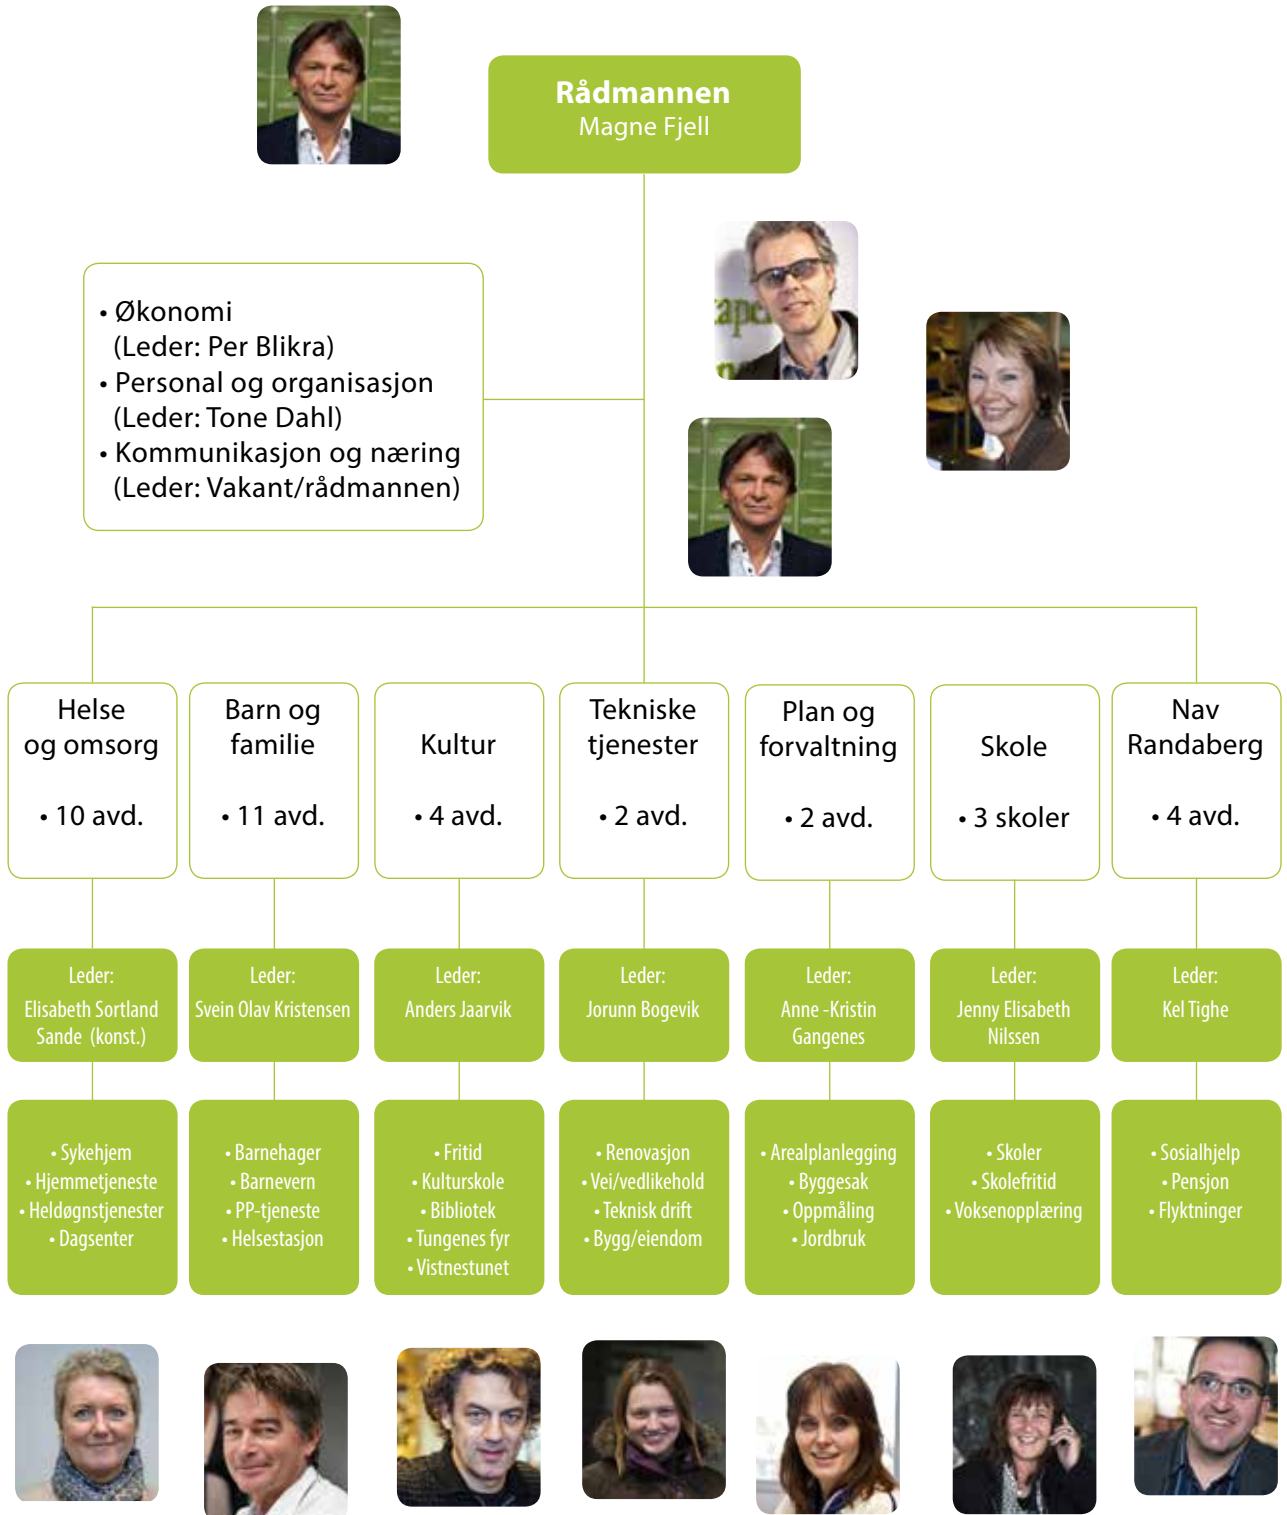 Rådmannen
Magne Fjell
• Økonomi
(Leder: Per Blikra)
• Personal og organisasjon
(Leder: Tone Dahl)
• Kommunikasjon og næring
(Leder: Vakant/rådmannen)
Helse
og omsorg
• 10 avd.
Barn og
familie
• 11 avd.
Kultur
• 4 avd.
Tekniske
tjenester
• 2 avd.
Plan og
forvaltning
• 2 avd.
Skole
• 3 skoler
Nav
Randaberg
• 4 avd.
Leder:
Elisabeth Sortland
Sande (konst.)
Leder:
Svein Olav Kristensen
Leder:
Anders Jaarvik
Leder:
Jorunn Bogevik
Leder:
Anne -Kristin
Gangenes
Leder:
Jenny Elisabeth
Nilssen
Leder:
Kel Tighe
• Sykehjem
• Hjemmetjeneste
• Heldøgnstjenester
• Dagsenter
• Barnehager
• Barnevern
• PP-tjeneste
• Helsestasjon
• Fritid
• Kulturskole
• Bibliotek
• Tungenes fyr
• Vistnestunet
• Renovasjon
• Vei/vedlikehold
• Teknisk drift
• Bygg/eiendom
• Arealplanlegging
• Byggesak
• Oppmåling
• Jordbruk
• Skoler
• Skolefritid
• Voksenopplæring
• Sosialhjelp
• Pensjon
• Flyktninger